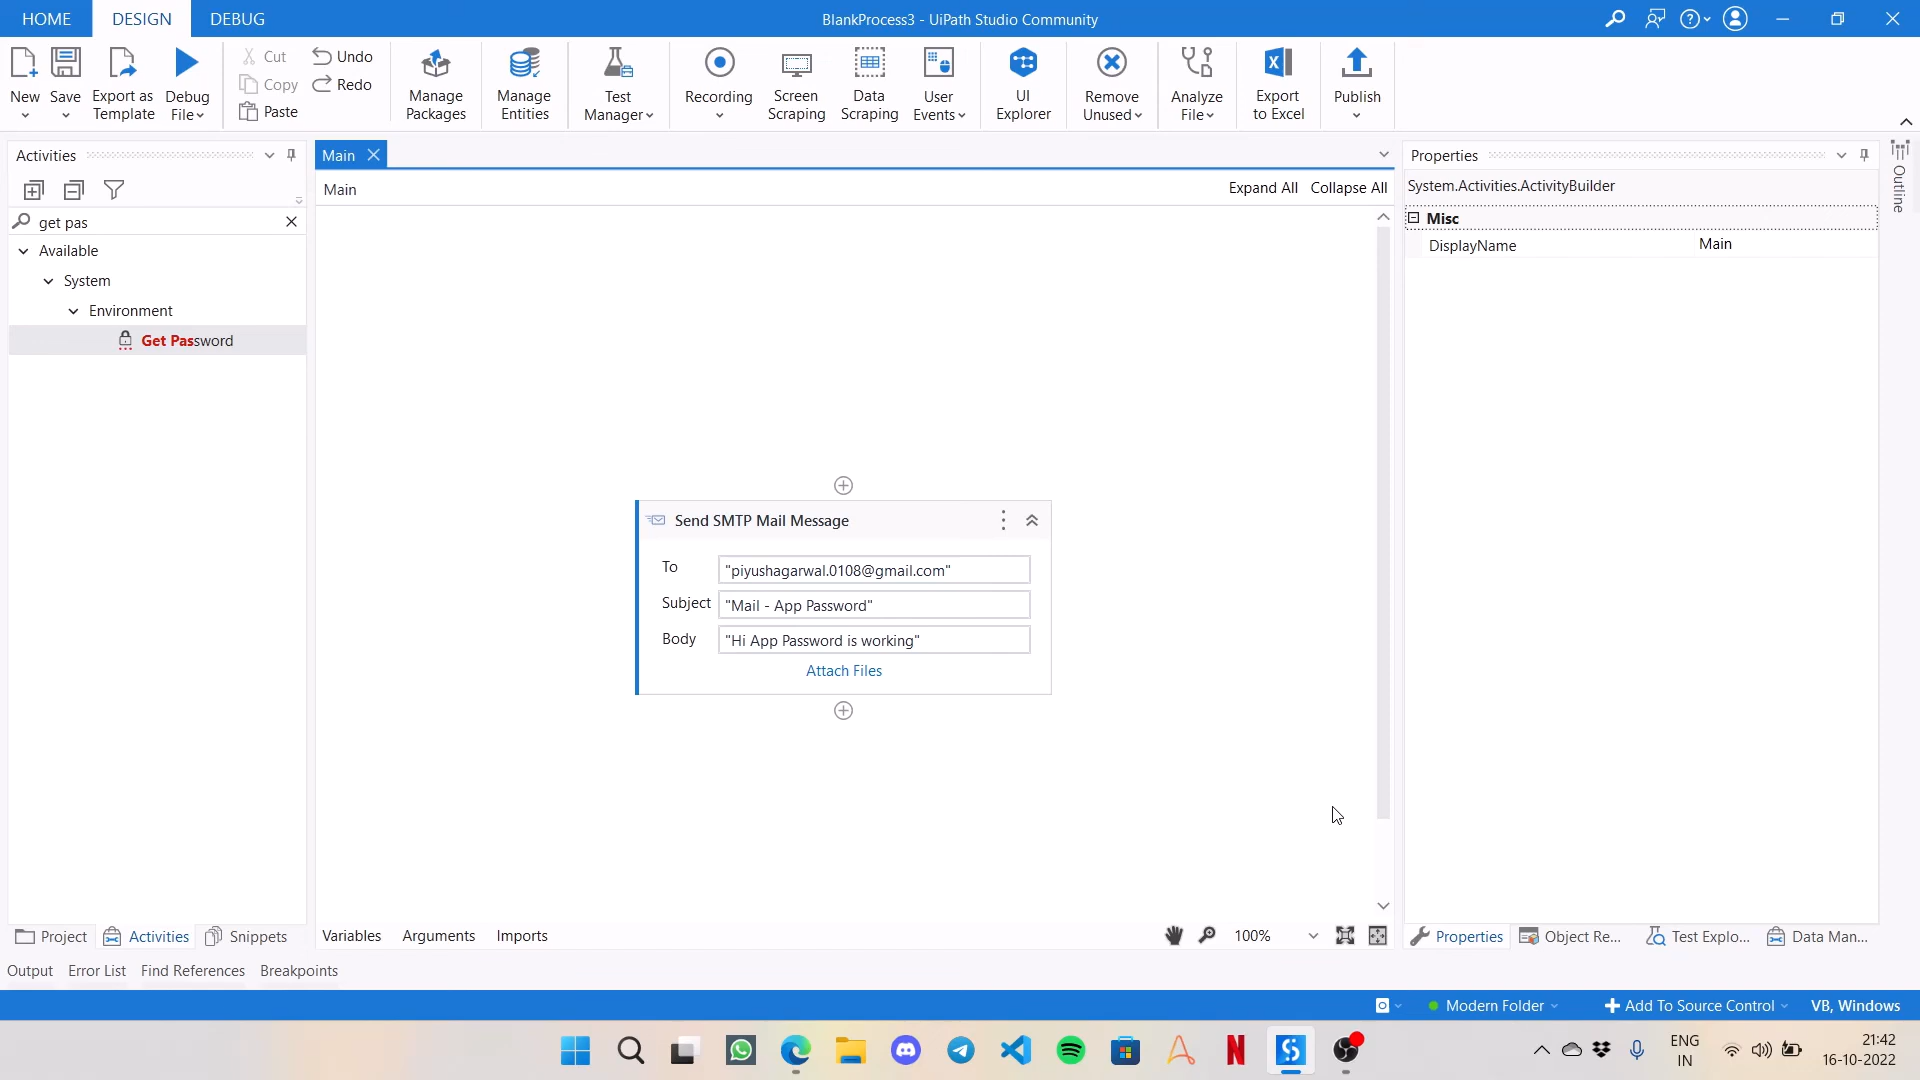 HOME
DESIGN
DEBUG
BlankProcess3 - UiPath Studio Community
New
Save
Export as
Template
Debug
File
Cut
Copy
Paste
Undo
Redo
Manage
Packages
Manage
Entities
Test
Manager
Recording
Screen
Scraping
Data
Scraping
User
Events
UI
Explorer
Remove
Unused
Analyze
File
Export
to Excel
Publish
Activities
get pas
Available
System
Environment
Get Password
Main
Main
Expand All
Collapse All
Send SMTP Mail Message
To
"piyushagarwal.0108@gmail.com"
Subject
"Mail - App Password"
Body
"Hi App Password is working"
Attach Files
Properties
System.Activities.ActivityBuilder
Misc
DisplayName
Main
Outline
Project
Activities
Snippets
Variables
Arguments
Imports
100%
Properties
Object Re...
Test Explo...
Data Man...
Output
Error List
Find References
Breakpoints
Modern Folder
Add To Source Control
VB, Windows
ENG
IN
21:42
16-10-2022